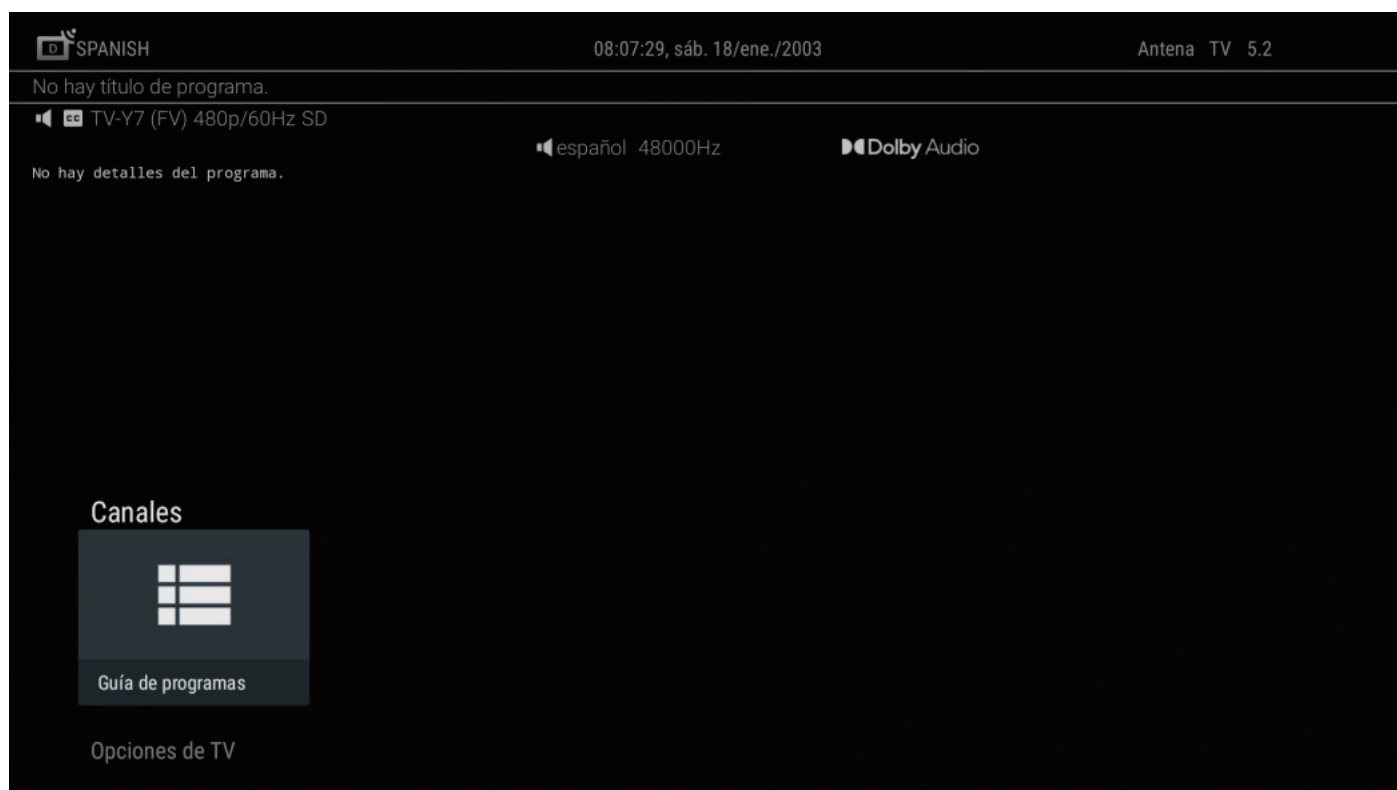 D SPANISH 08:07:29, sáb. 18/ene./2003 Antena TV 5.2
No hay título de programa.
cc TV-Y7 (FV) 480p/60Hz SD
español 48000Hz Dolby Audio
No hay detalles del programa.
Canales
Guía de programas
Opciones de TV